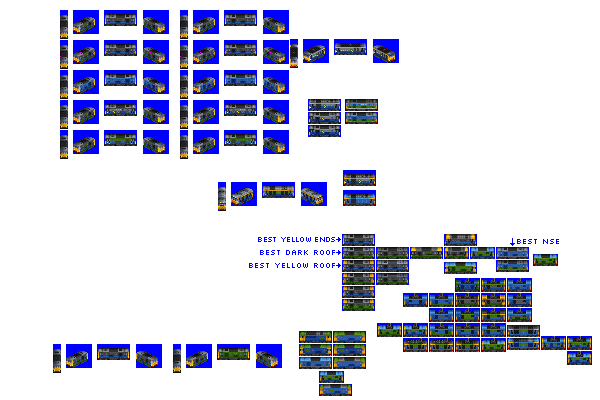 BEST YELLOW ENDS→
↓BEST NSE
BEST DARK ROOF→
BEST YELLOW ROOF→